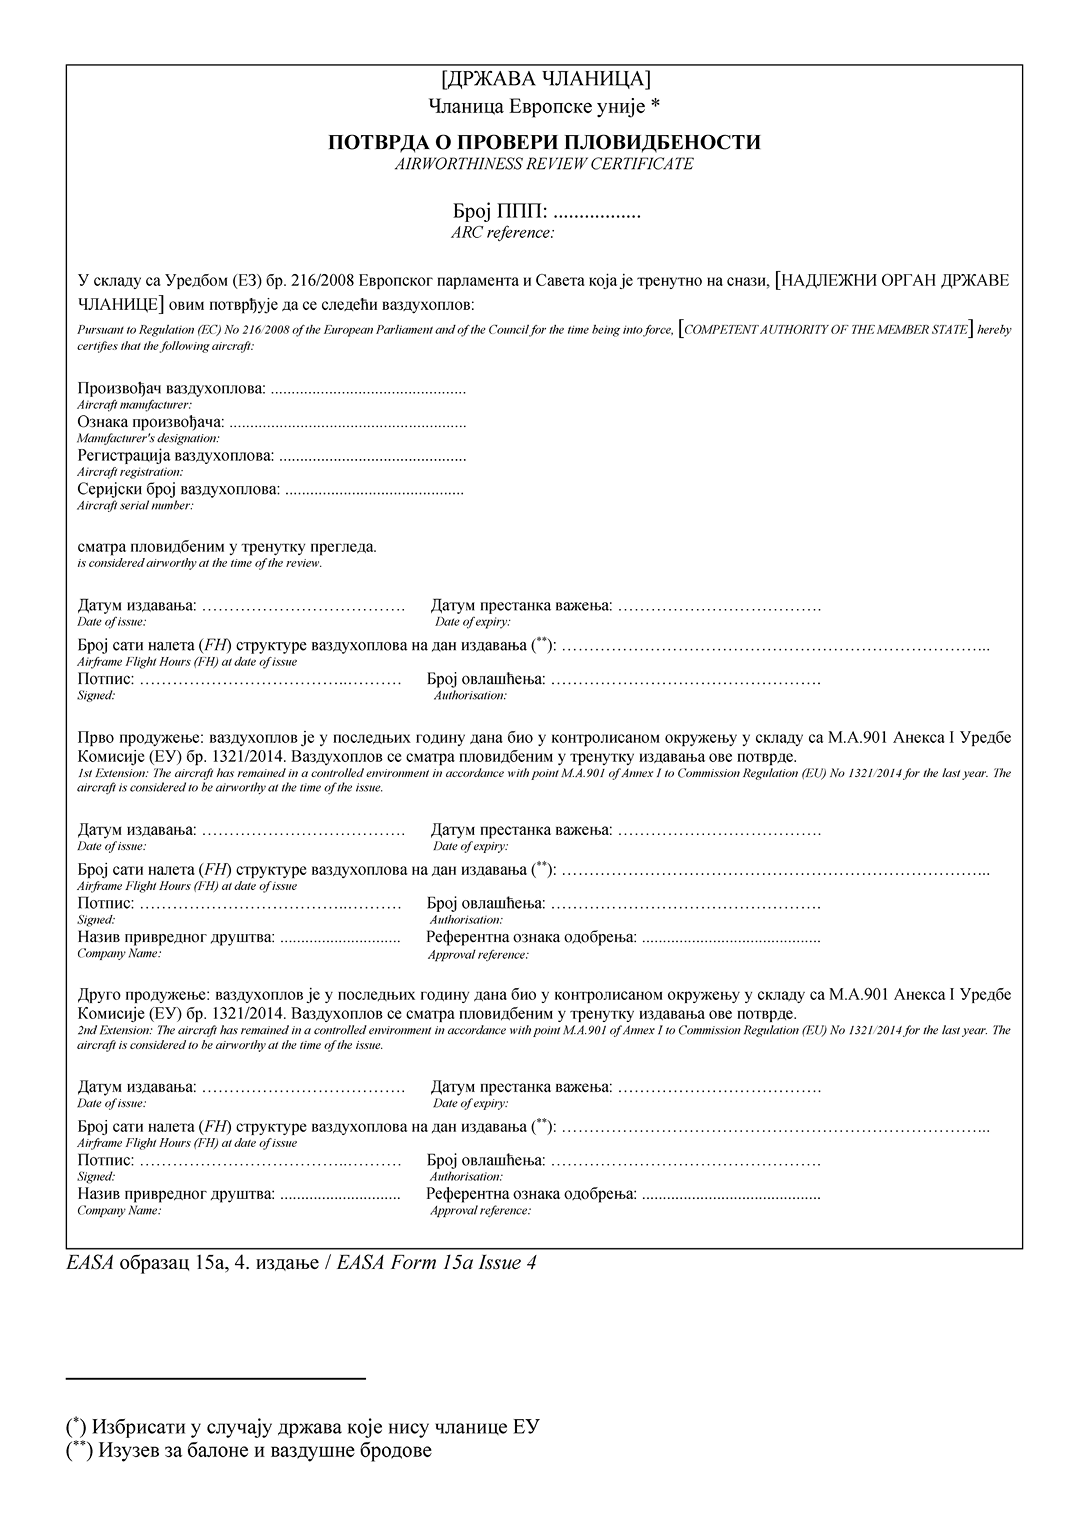 [ДРЖАВА ЧЛАНИЦА]
Чланица Европске уније *
ПОТВРДА О ПРОВЕРИ ПЛОВИДБЕНОСТИ
AIRWORTHINESS REVIEW CERTIFICATE
Број ППП: .................
ARC reference:
У складу са Уредбом (ЕЗ) бр. 216/2008 Европског парламента и Савета која је тренутно на снази, [НАДЛЕЖНИ ОРГАН ДРЖАВЕ
ЧЛАНИЦЕ] овим потврђује да се следећи ваздухоплов:
Pursuant to Regulation (EC) No 216/2008 of the European Parliament and of the Council for the time being into force, [COMPETENT AUTHORITY OF THE MEMBER STATE] hereby
certifies that the following aircraft:
Произвођач ваздухоплова: ...............................................
Aircraft manufacturer:
Ознака произвођача: .........................................................
Manufacturer's designation:
Регистрација ваздухоплова: .............................................
Aircraft registration:
Серијски број ваздухоплова: ...........................................
Aircraft serial number:
сматра пловидбеним у тренутку прегледа.
is considered airworthy at the time of the review.
Датум издавања: ………………………………. Датум престанка важења: ……………………………….
Date of issue: Date of expiry:
Број сати налета (FH) структуре ваздухоплова на дан издавања (**): …………………………………………………………………..
Airframe Flight Hours (FH) at date of issue
Потпис: ………………………………..………. Број овлашћења: ………………………………………….
Signed: Authorisation:
Прво продужење: ваздухоплов је у последњих годину дана био у контролисаном окружењу у складу са М.А.901 Анекса I Уредбе
Комисије (ЕУ) бр. 1321/2014. Ваздухоплов се сматра пловидбеним у тренутку издавања ове потврде.
1st Extension: The aircraft has remained in a controlled environment in accordance with point M.A.901 of Annex I to Commission Regulation (EU) No 1321/2014 for the last year. The
aircraft is considered to be airworthy at the time of the issue.
Датум издавања: ………………………………. Датум престанка важења: ……………………………….
Date of issue: Date of expiry:
Број сати налета (FH) структуре ваздухоплова на дан издавања (**): …………………………………………………………………..
Airframe Flight Hours (FH) at date of issue
Потпис: ………………………………..………. Број овлашћења: ………………………………………….
Signed: Authorisation:
Назив привредног друштва: ............................. Референтна ознака одобрења: ...........................................
Company Name: Approval reference:
Друго продужење: ваздухоплов је у последњих годину дана био у контролисаном окружењу у складу са М.А.901 Анекса I Уредбе
Комисије (ЕУ) бр. 1321/2014. Ваздухоплов се сматра пловидбеним у тренутку издавања ове потврде.
2nd Extension: The aircraft has remained in a controlled environment in accordance with point M.A.901 of Annex I to Commission Regulation (EU) No 1321/2014 for the last year. The
aircraft is considered to be airworthy at the time of the issue.
Датум издавања: ………………………………. Датум престанка важења: ……………………………….
Date of issue: Date of expiry:
Број сати налета (FH) структуре ваздухоплова на дан издавања (**): …………………………………………………………………..
Airframe Flight Hours (FH) at date of issue
Потпис: ………………………………..………. Број овлашћења: ………………………………………….
Signed: Authorisation:
Назив привредног друштва: ............................. Референтна ознака одобрења: ...........................................
Company Name: Approval reference:
EASA образац 15а, 4. издање / EASA Form 15a Issue 4
(*) Избрисати у случају држава које нису чланице ЕУ
(**) Изузев за балоне и ваздушне бродове